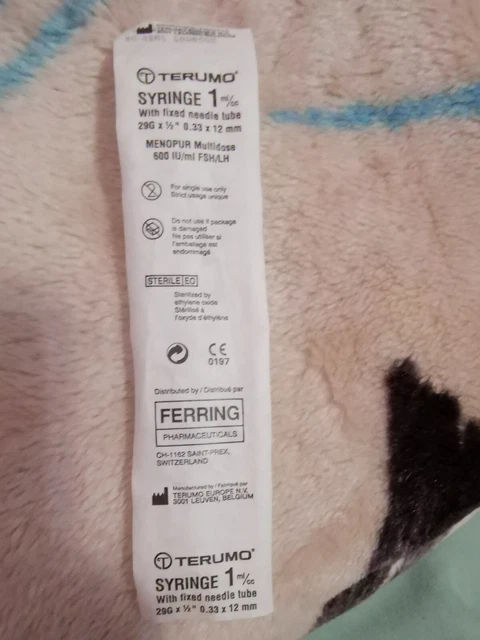 TERUMO®
SYRINGE 1 ml/cc
With fixed needle tube
29G x ½" 0.33 x 12 mm
MENOPUR Multidose
600 IU/ml FSH/LH
2
For single use only
Strict usage unique
Do not use if package
is damaged
Ne pas utiliser si
l'emballage est
endommagé
STERILE EO
Sterilized by
ethylene oxide
Stérilisé à
l'oxyde d'éthylène
CE
0197
Distributed by / Distribué par
FERRING
PHARMACEUTICALS
CH-1162 SAINT-PREX,
SWITZERLAND
Manufactured by / Fabriqué par
TERUMO EUROPE N.V.
3001 LEUVEN, BELGIUM
TERUMO®
SYRINGE 1 ml/cc
With fixed needle tube
29G x ½" 0.33 x 12 mm